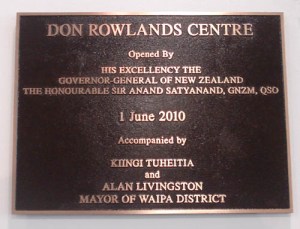 DON ROWLANDS CENTRE
Opened By
HIS EXCELLENCY THE
GOVERNOR-GENERAL OF NEW ZEALAND
THE HONOURABLE SIR ANAND SATYANAND, GNZM, QSO
1 June 2010
Accompanied by
KIINGI TUHEITIA
and
ALAN LIVINGSTON
MAYOR OF WAIPA DISTRICT